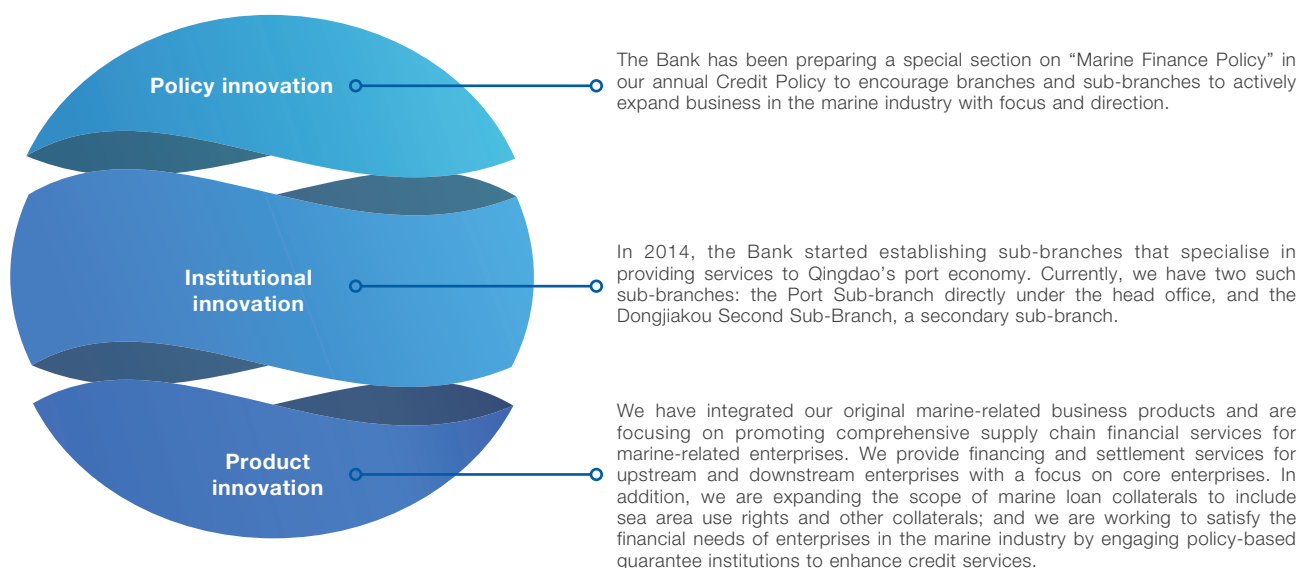 Policy innovation
The Bank has been preparing a special section on “Marine Finance Policy” in
our annual Credit Policy to encourage branches and sub-branches to actively
expand business in the marine industry with focus and direction.
Institutional
innovation
In 2014, the Bank started establishing sub-branches that specialise in
providing services to Qingdao’s port economy. Currently, we have two such
sub-branches: the Port Sub-branch directly under the head office, and the
Dongjiakou Second Sub-Branch, a secondary sub-branch.
Product
innovation
We have integrated our original marine-related business products and are
focusing on promoting comprehensive supply chain financial services for
marine-related enterprises. We provide financing and settlement services for
upstream and downstream enterprises with a focus on core enterprises. In
addition, we are expanding the scope of marine loan collaterals to include
sea area use rights and other collaterals; and we are working to satisfy the
financial needs of enterprises in the marine industry by engaging policy-based
guarantee institutions to enhance credit services.